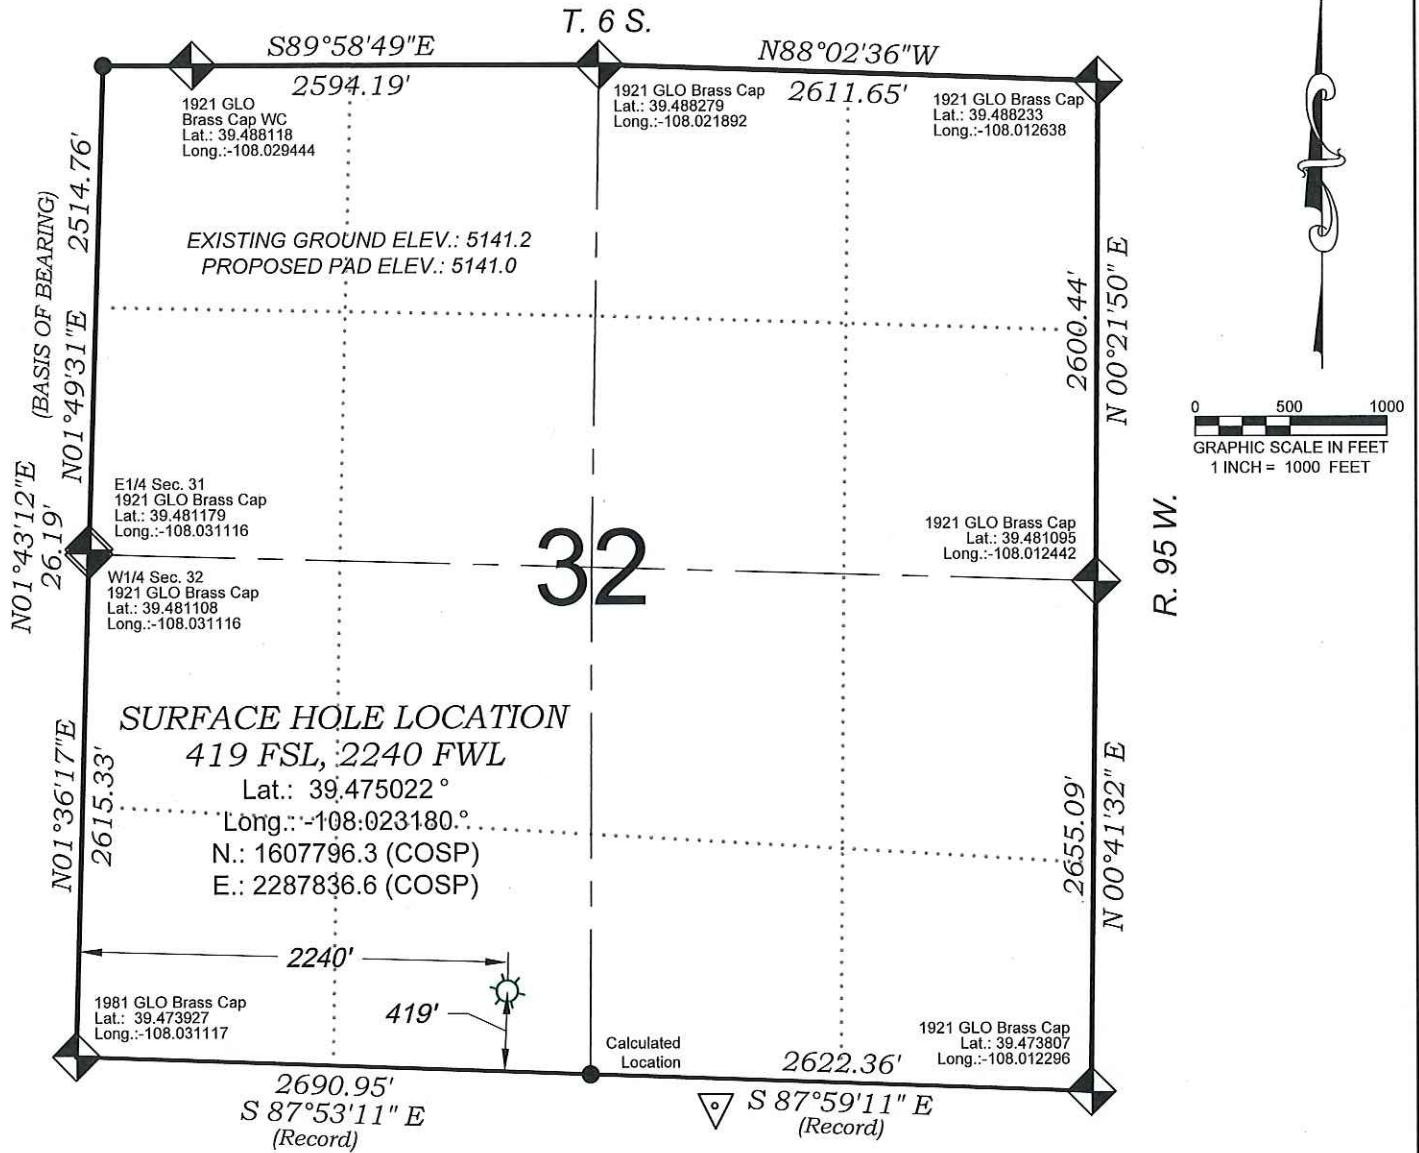 T. 6 S.
S89°58'49"E
2594.19'
N88°02'36"W
2611.65'
1921 GLO
Brass Cap WC
Lat.: 39.488118
Long.:-108.029444
1921 GLO Brass Cap
Lat.: 39.488279
Long.:-108.021892
1921 GLO Brass Cap
Lat.: 39.488233
Long.:-108.012638
2514.76'
(BASIS OF BEARING)
N01°49'31"E
EXISTING GROUND ELEV.: 5141.2
PROPOSED PAD ELEV.: 5141.0
2600.44'
N 00°21'50" E
0 500 1000
GRAPHIC SCALE IN FEET
1 INCH = 1000 FEET
N01°43'12"E
26.19'
E1/4 Sec. 31
1921 GLO Brass Cap
Lat.: 39.481179
Long.:-108.031116
W1/4 Sec. 32
1921 GLO Brass Cap
Lat.: 39.481108
Long.:-108.031116
32
1921 GLO Brass Cap
Lat.: 39.481095
Long.:-108.012442
R. 95 W.
SURFACE HOLE LOCATION
419 FSL, 2240 FWL
Lat.: 39.475022 °
Long.: -108.023180 °
N.: 1607796.3 (COSP)
E.: 2287836.6 (COSP)
N01°36'17"E
2615.33'
2655.09'
N 00°41'32" E
2240'
419'
1981 GLO Brass Cap
Lat.: 39.473927
Long.:-108.031117
Calculated
Location
1921 GLO Brass Cap
Lat.: 39.473807
Long.:-108.012296
2690.95'
S 87°53'11" E
(Record)
2622.36'
S 87°59'11" E
(Record)